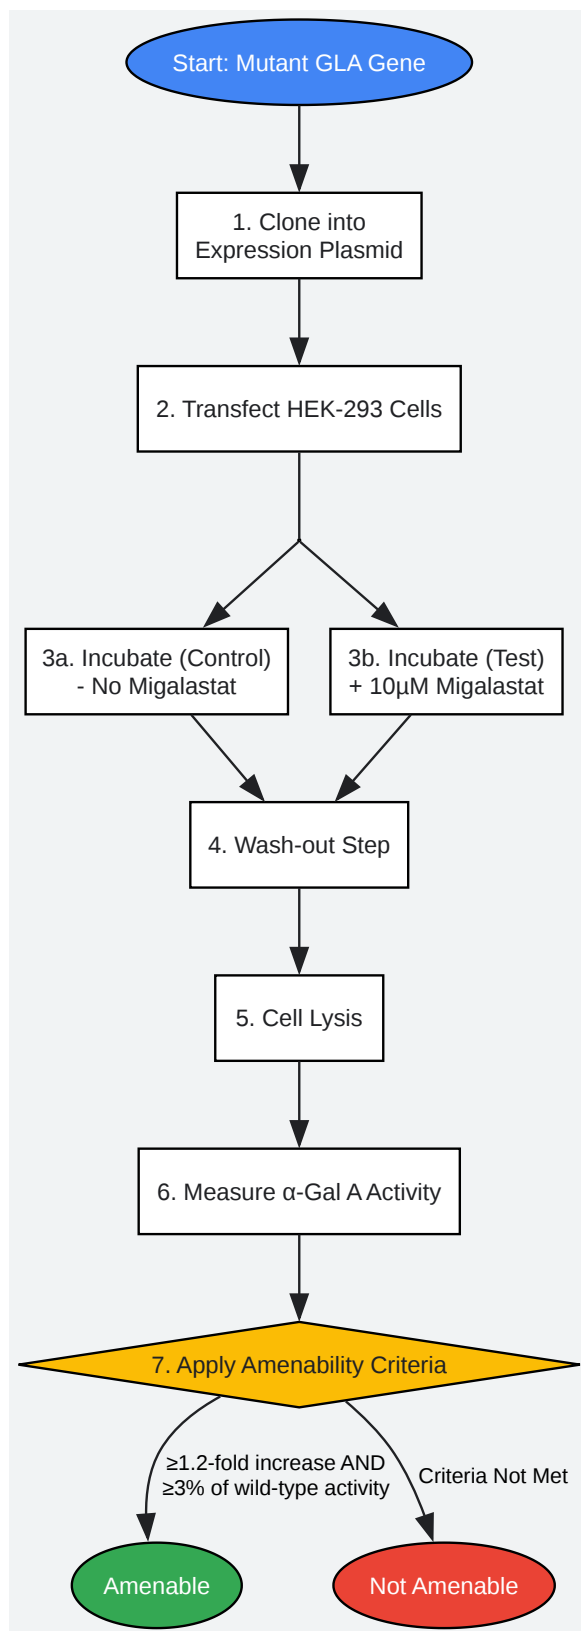 Start: Mutant GLA Gene
1. Clone into
Expression Plasmid
2. Transfect HEK-293 Cells
3a. Incubate (Control)
- No Migalastat
3b. Incubate (Test)
+ 10μM Migalastat
4. Wash-out Step
5. Cell Lysis
6. Measure α-Gal A Activity
7. Apply Amenability Criteria
≥1.2-fold increase AND
≥3% of wild-type activity
Criteria Not Met
Amenable
Not Amenable